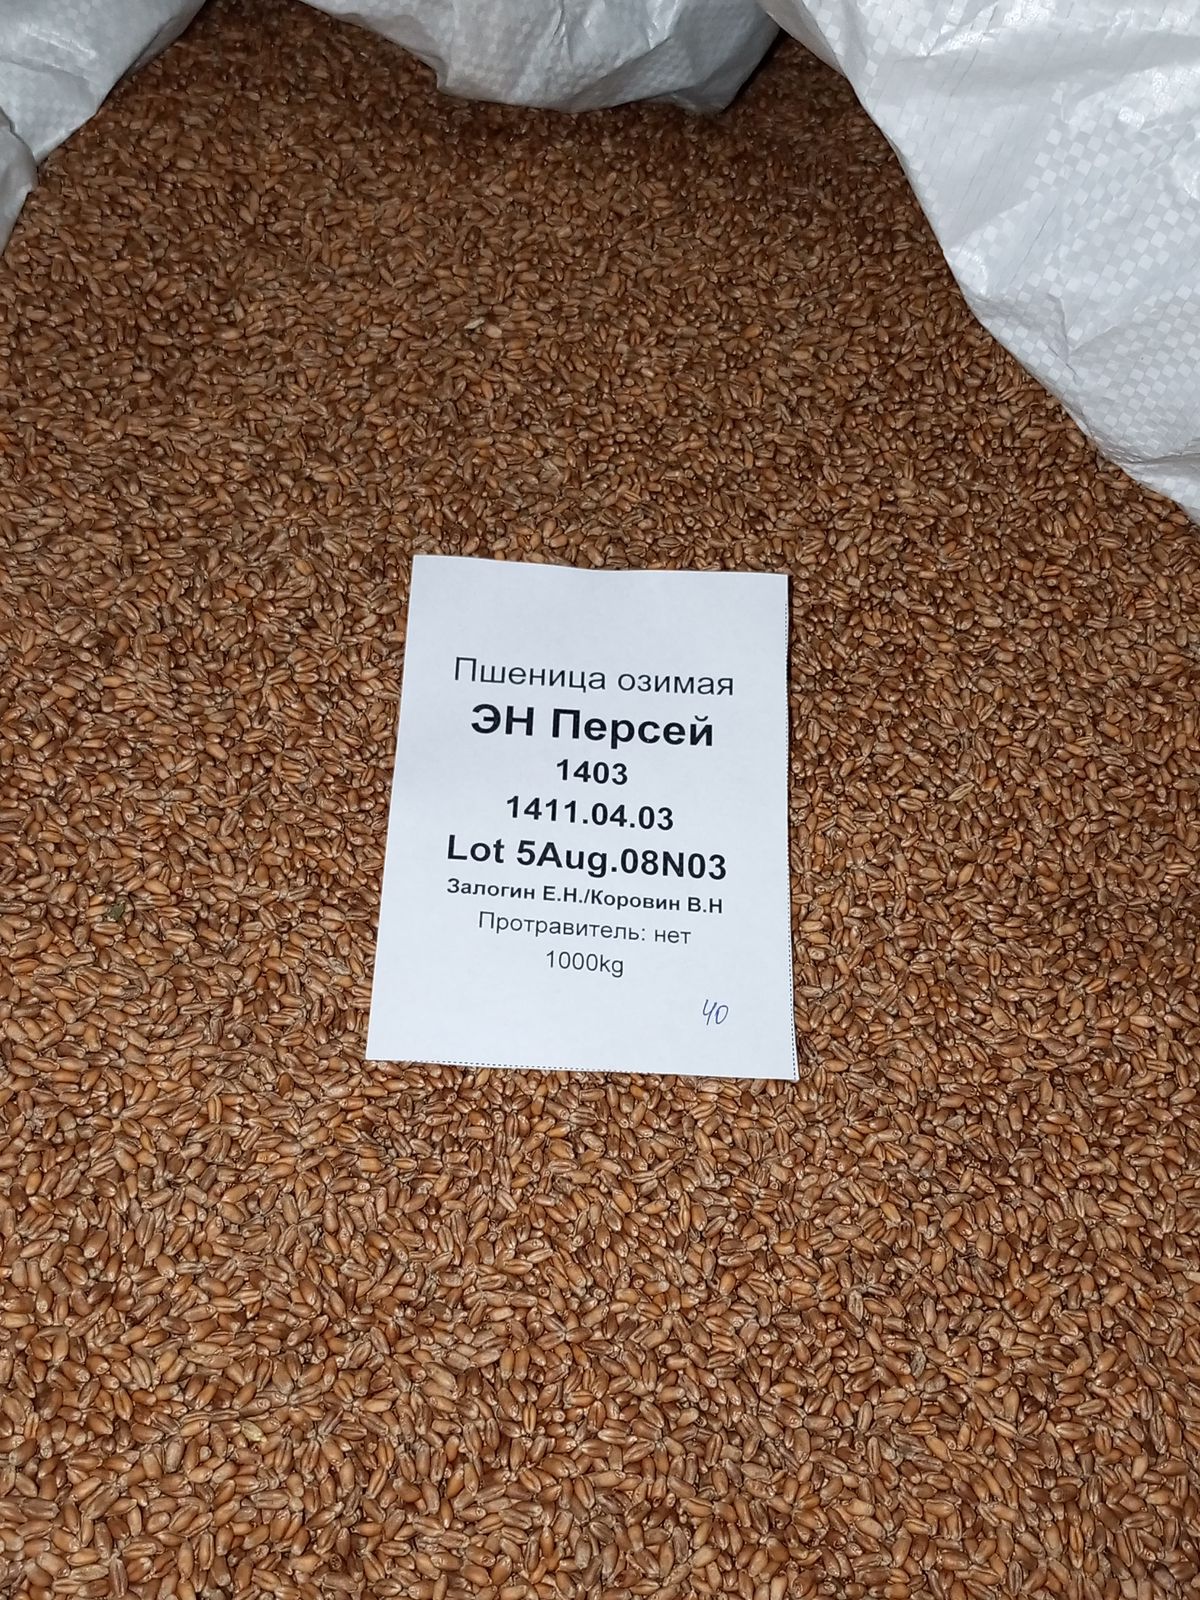 Пшеница озимая
ЭН Персей
1403
1411.04.03
Lot 5Aug.08N03
Залогин Е.Н./Коровин В.Н
Протравитель: нет
1000kg
40